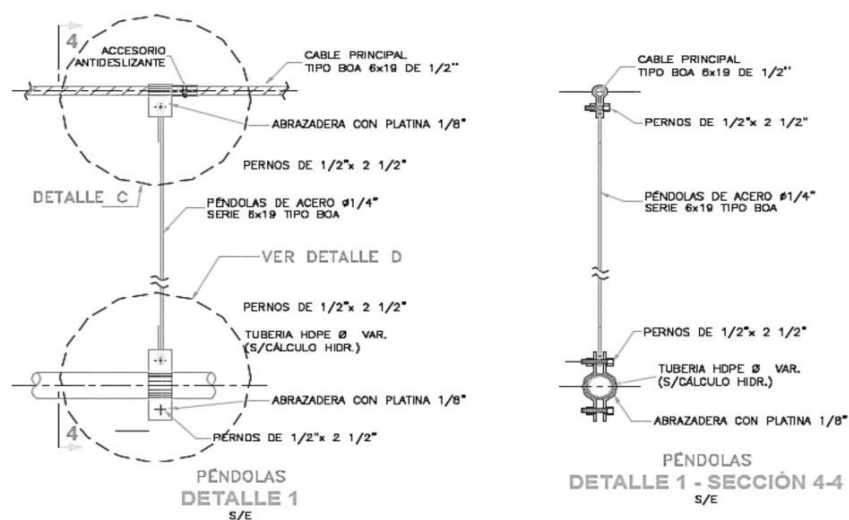 4
ACCESORIO
ANTIDESLIZANTE
CABLE PRINCIPAL
TIPO BOA 6x19 DE 1/2"
ABRAZADERA CON PLATINA 1/8"
PERNOS DE 1/2"x 2 1/2"
DETALLE C
PÉNDOLAS DE ACERO ø1/4"
SERIE 6x19 TIPO BOA
VER DETALLE D
PERNOS DE 1/2"x 2 1/2"
TUBERIA HDPE Ø VAR.
(S/CÁLCULO HIDR.)
ABRAZADERA CON PLATINA 1/8"
4
PERNOS DE 1/2"x 2 1/2"
PÉNDOLAS
DETALLE 1
S/E
CABLE PRINCIPAL
TIPO BOA 6x19 DE 1/2"
PERNOS DE 1/2"x 2 1/2"
PÉNDOLAS DE ACERO ø1/4"
SERIE 6x19 TIPO BOA
PERNOS DE 1/2"x 2 1/2"
TUBERIA HDPE Ø VAR.
(S/CÁLCULO HIDR.)
ABRAZADERA CON PLATINA 1/8"
PÉNDOLAS
DETALLE 1 - SECCIÓN 4-4
S/E